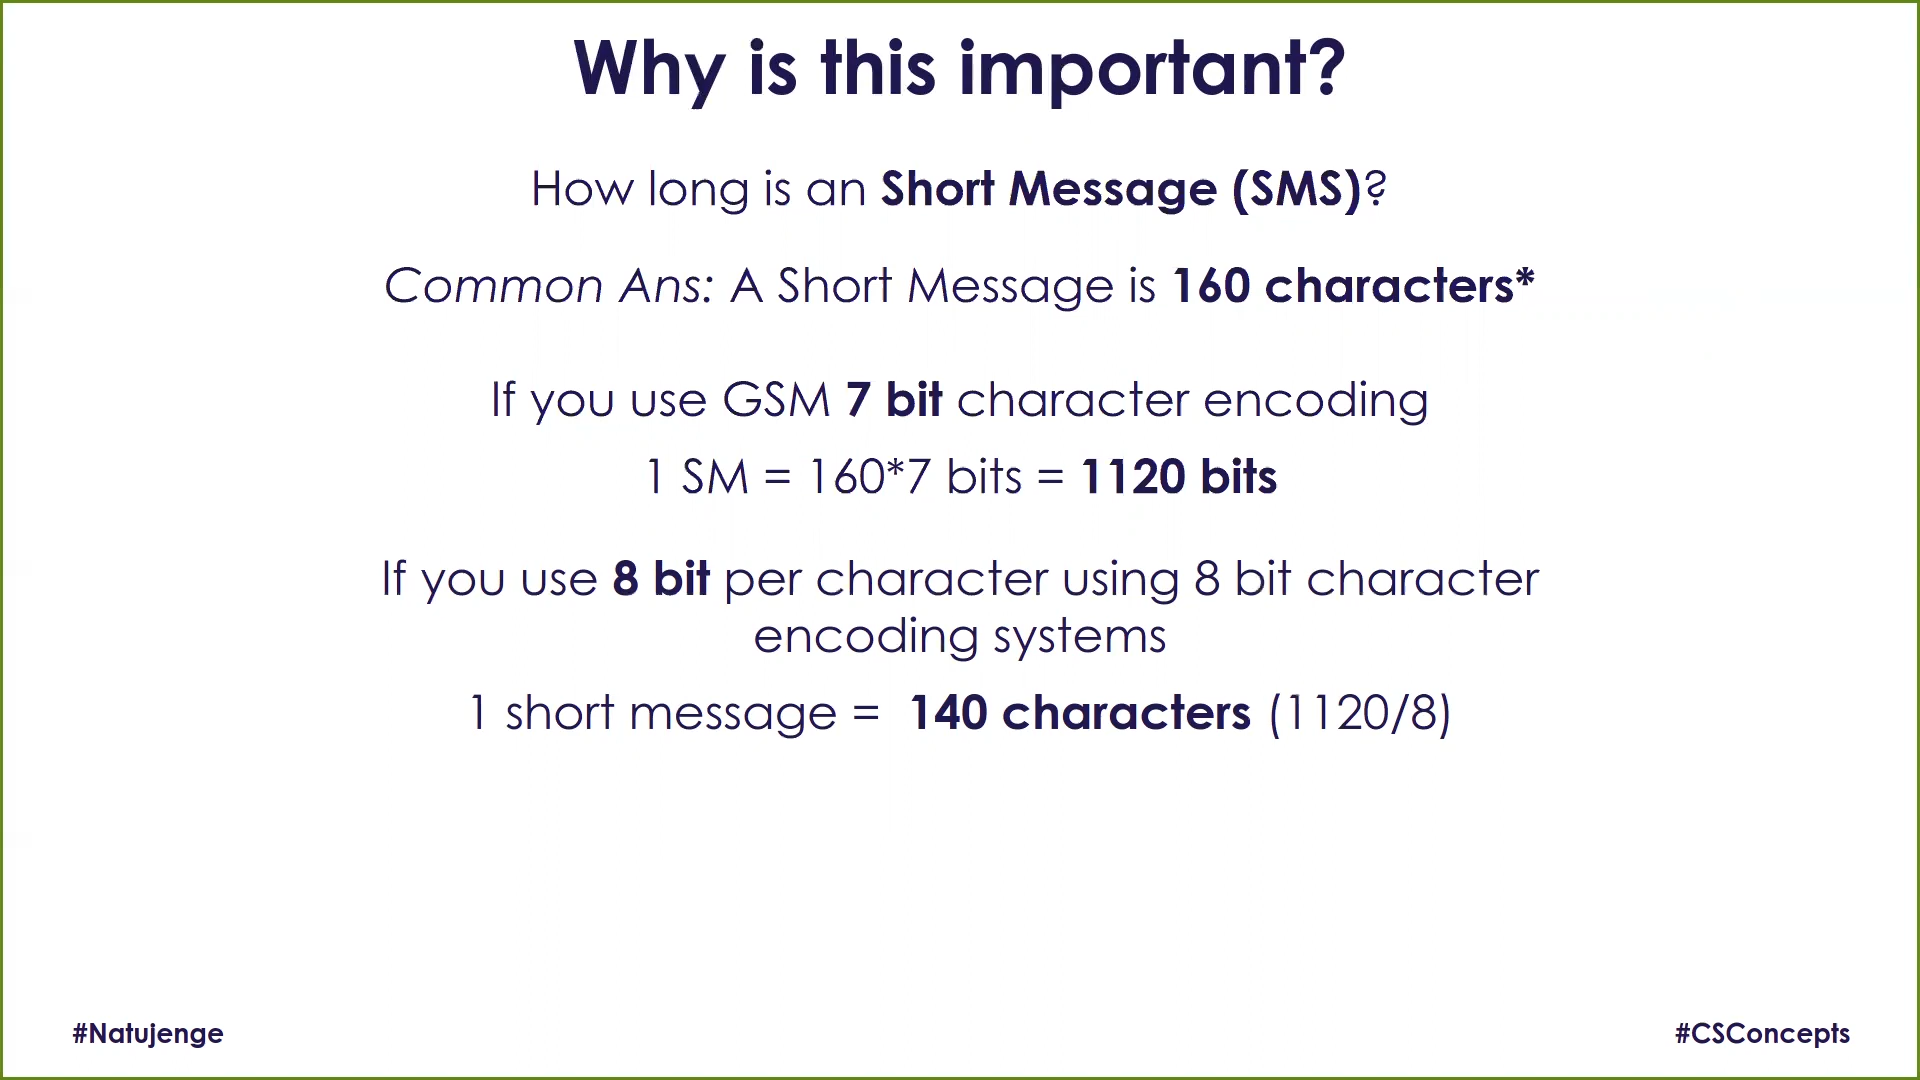 Why is this important?
How long is an Short Message (SMS)?
Common Ans: A Short Message is 160 characters*
If you use GSM 7 bit character encoding
1 SM = 160*7 bits = 1120 bits
If you use 8 bit per character using 8 bit character
encoding systems
1 short message = 140 characters (1120/8)
#Natujenge
#CSConcepts